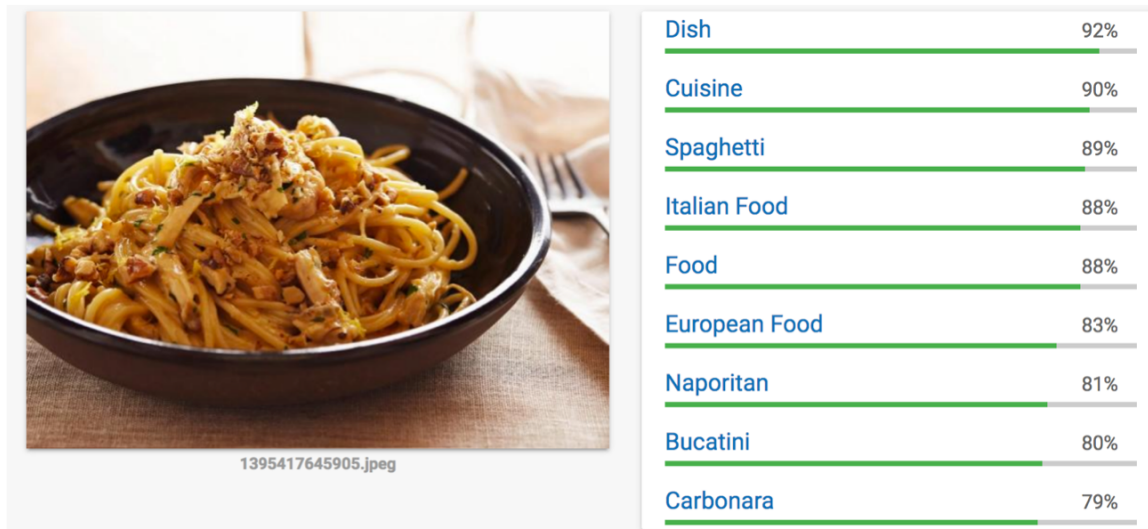 Dish 92%
Cuisine 90%
Spaghetti 89%
Italian Food 88%
Food 88%
European Food 83%
Naporitan 81%
Bucatini 80%
Carbonara 79%
1395417645905.jpeg